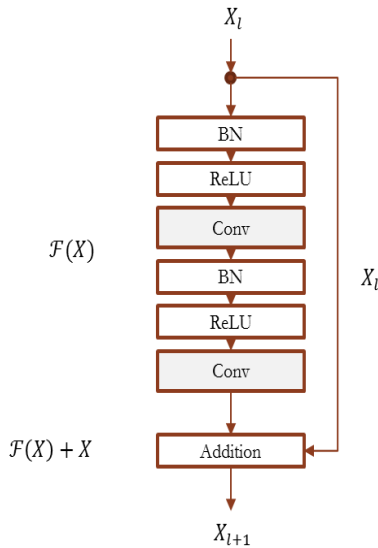 X_l
BN
ReLU
Conv
ℱ(X)
BN
X_l
ReLU
Conv
ℱ(X) + X
Addition
X_{l+1}